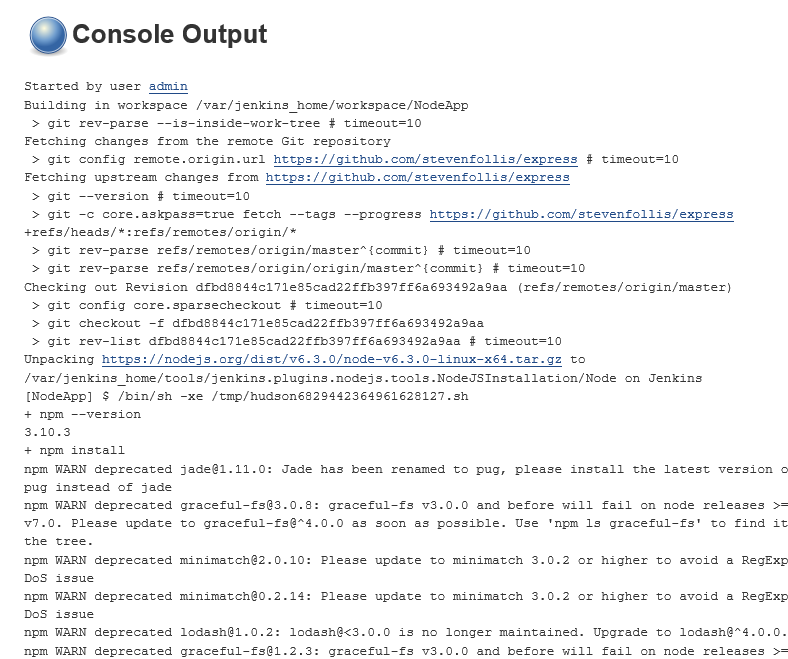 Console Output
Started by user admin
Building in workspace /var/jenkins_home/workspace/NodeApp
> git rev-parse --is-inside-work-tree # timeout=10
Fetching changes from the remote Git repository
> git config remote.origin.url https://github.com/stevenfollis/express # timeout=10
Fetching upstream changes from https://github.com/stevenfollis/express
> git --version # timeout=10
> git -c core.askpass=true fetch --tags --progress https://github.com/stevenfollis/express
+refs/heads/*:refs/remotes/origin/*
> git rev-parse refs/remotes/origin/master^{commit} # timeout=10
> git rev-parse refs/remotes/origin/origin/master^{commit} # timeout=10
Checking out Revision dfbd8844c171e85cad22ffb397ff6a693492a9aa (refs/remotes/origin/master)
> git config core.sparsecheckout # timeout=10
> git checkout -f dfbd8844c171e85cad22ffb397ff6a693492a9aa
> git rev-list dfbd8844c171e85cad22ffb397ff6a693492a9aa # timeout=10
Unpacking https://nodejs.org/dist/v6.3.0/node-v6.3.0-linux-x64.tar.gz to
/var/jenkins_home/tools/jenkins.plugins.nodejs.tools.NodeJSInstallation/Node on Jenkins
[NodeApp] $ /bin/sh -xe /tmp/hudson6829442364961628127.sh
+ npm --version
3.10.3
+ npm install
npm WARN deprecated jade@1.11.0: Jade has been renamed to pug, please install the latest version o
pug instead of jade
npm WARN deprecated graceful-fs@3.0.8: graceful-fs v3.0.0 and before will fail on node releases >=
v7.0. Please update to graceful-fs@^4.0.0 as soon as possible. Use 'npm ls graceful-fs' to find it
the tree.
npm WARN deprecated minimatch@2.0.10: Please update to minimatch 3.0.2 or higher to avoid a RegExp
DoS issue
npm WARN deprecated minimatch@0.2.14: Please update to minimatch 3.0.2 or higher to avoid a RegExp
DoS issue
npm WARN deprecated lodash@1.0.2: lodash@<3.0.0 is no longer maintained. Upgrade to lodash@^4.0.0.
npm WARN deprecated graceful-fs@1.2.3: graceful-fs v3.0.0 and before will fail on node releases >=